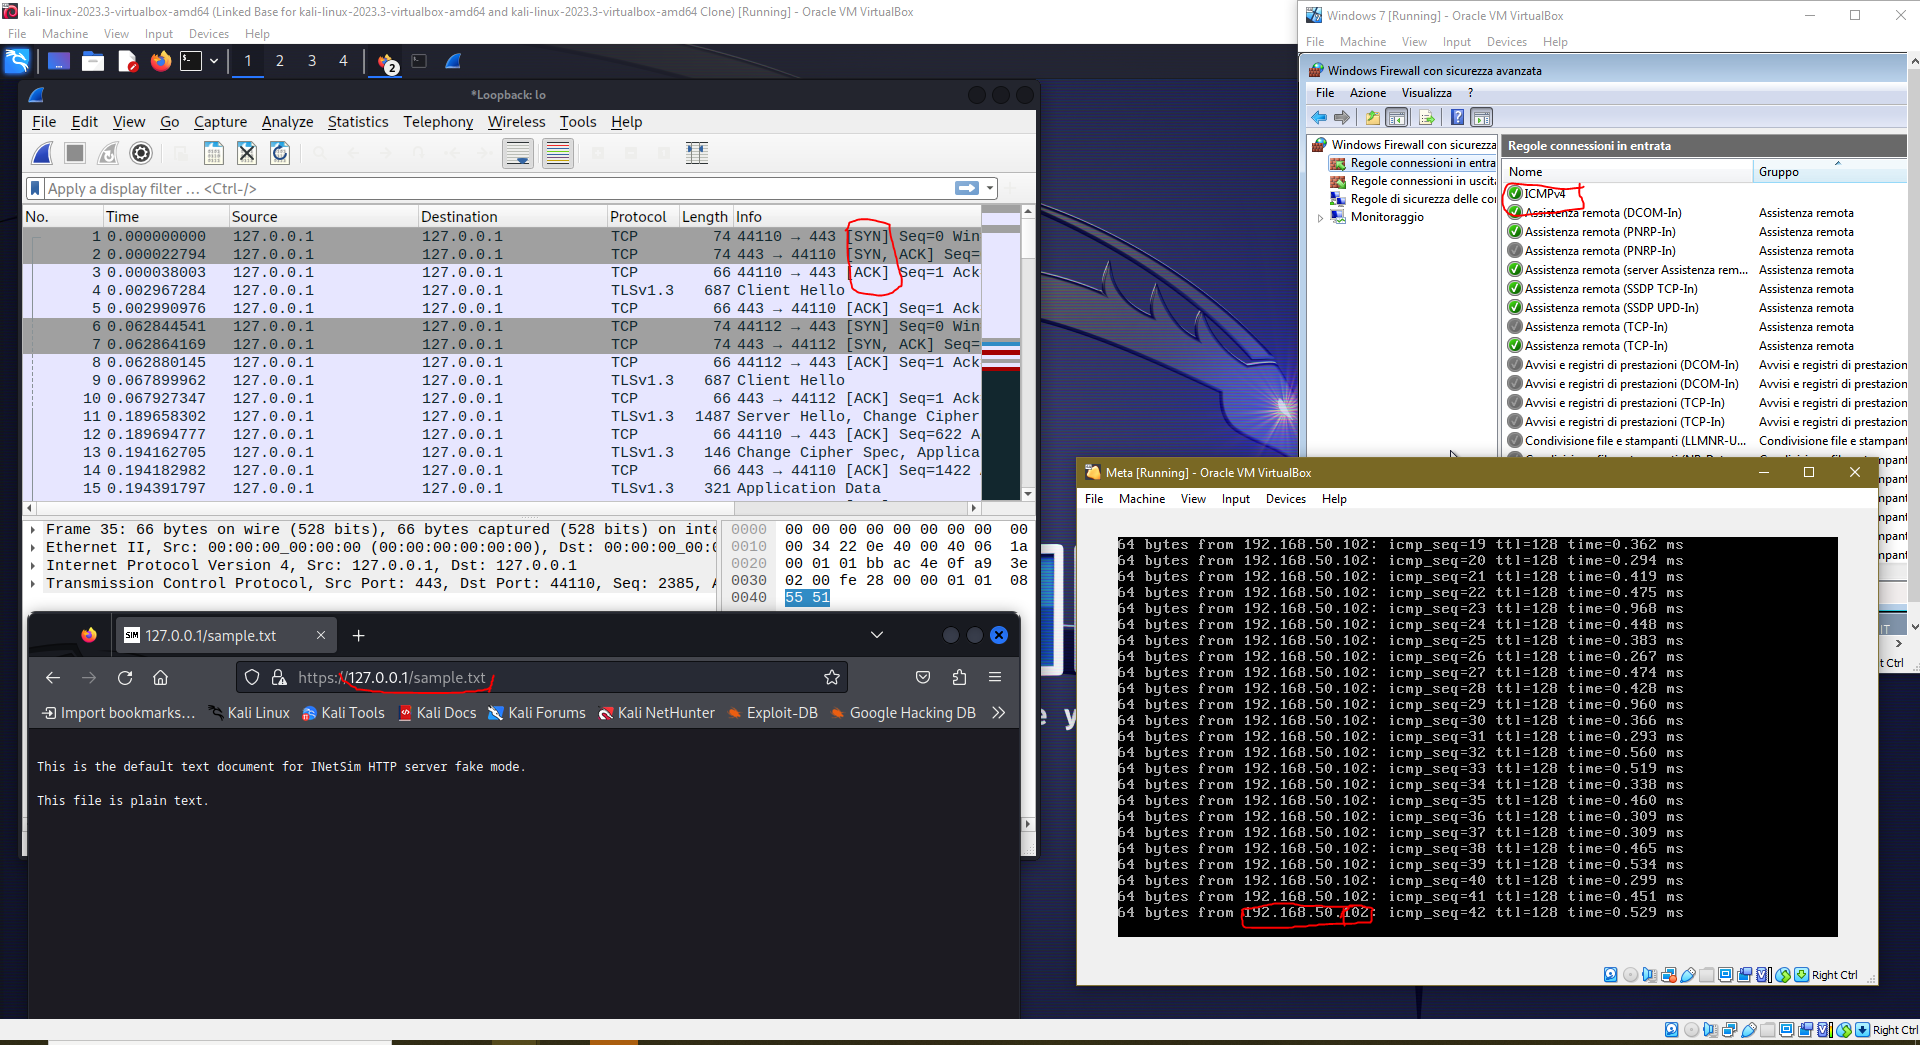 kali-linux-2023.3-virtualbox-amd64 (Linked Base for kali-linux-2023.3-virtualbox-amd64 and kali-linux-2023.3-virtualbox-amd64 Clone) [Running] - Oracle VM VirtualBox
File Machine View Input Devices Help
1 2 3 4 2
*Loopback: lo
File Edit View Go Capture Analyze Statistics Telephony Wireless Tools Help
Apply a display filter … <Ctrl-/>
No. Time Source Destination Protocol Length Info
1 0.000000000 127.0.0.1 127.0.0.1 TCP 74 44110 → 443 [SYN] Seq=0 Win
2 0.000022794 127.0.0.1 127.0.0.1 TCP 74 443 → 44110 [SYN, ACK] Seq=
3 0.000038003 127.0.0.1 127.0.0.1 TCP 66 44110 → 443 [ACK] Seq=1 Ack
4 0.002967284 127.0.0.1 127.0.0.1 TLSv1.3 687 Client Hello
5 0.002990976 127.0.0.1 127.0.0.1 TCP 66 443 → 44110 [ACK] Seq=1 Ack
6 0.062844541 127.0.0.1 127.0.0.1 TCP 74 44112 → 443 [SYN] Seq=0 Win
7 0.062864169 127.0.0.1 127.0.0.1 TCP 74 443 → 44112 [SYN, ACK] Seq=
8 0.062880145 127.0.0.1 127.0.0.1 TCP 66 44112 → 443 [ACK] Seq=1 Ack
9 0.067899962 127.0.0.1 127.0.0.1 TLSv1.3 687 Client Hello
10 0.067927347 127.0.0.1 127.0.0.1 TCP 66 443 → 44112 [ACK] Seq=1 Ack
11 0.189658302 127.0.0.1 127.0.0.1 TLSv1.3 1487 Server Hello, Change Cipher
12 0.189694777 127.0.0.1 127.0.0.1 TCP 66 44110 → 443 [ACK] Seq=622 A
13 0.194162705 127.0.0.1 127.0.0.1 TLSv1.3 146 Change Cipher Spec, Applica
14 0.194182982 127.0.0.1 127.0.0.1 TCP 66 443 → 44110 [ACK] Seq=1422
15 0.194391797 127.0.0.1 127.0.0.1 TLSv1.3 321 Application Data
Frame 35: 66 bytes on wire (528 bits), 66 bytes captured (528 bits) on inte
Ethernet II, Src: 00:00:00_00:00:00 (00:00:00:00:00:00), Dst: 00:00:00_00:0
Internet Protocol Version 4, Src: 127.0.0.1, Dst: 127.0.0.1
Transmission Control Protocol, Src Port: 443, Dst Port: 44110, Seq: 2385, A
0000 00 00 00 00 00 00 00 00 00
0010 00 34 22 0e 40 00 40 06 1a
0020 00 01 01 bb ac 4e 0f a9 3e
0030 02 00 fe 28 00 00 01 01 08
0040 55 51
SIM 127.0.0.1/sample.txt
https://127.0.0.1/sample.txt
Import bookmarks… Kali Linux Kali Tools Kali Docs Kali Forums Kali NetHunter Exploit-DB Google Hacking DB
This is the default text document for INetSim HTTP server fake mode.
This file is plain text.
Windows 7 [Running] - Oracle VM VirtualBox
File Machine View Input Devices Help
Windows Firewall con sicurezza avanzata
File Azione Visualizza ?
Windows Firewall con sicurezza
Regole connessioni in entra
Regole connessioni in uscit
Regole di sicurezza delle co
Monitoraggio
Regole connessioni in entrata
Nome Gruppo
ICMPv4
Assistenza remota (DCOM-In) Assistenza remota
Assistenza remota (PNRP-In) Assistenza remota
Assistenza remota (PNRP-In) Assistenza remota
Assistenza remota (server Assistenza rem... Assistenza remota
Assistenza remota (SSDP TCP-In) Assistenza remota
Assistenza remota (SSDP UPD-In) Assistenza remota
Assistenza remota (TCP-In) Assistenza remota
Assistenza remota (TCP-In) Assistenza remota
Avvisi e registri di prestazioni (DCOM-In) Avvisi e registri di prestazion
Avvisi e registri di prestazioni (DCOM-In) Avvisi e registri di prestazion
Avvisi e registri di prestazioni (TCP-In) Avvisi e registri di prestazion
Avvisi e registri di prestazioni (TCP-In) Avvisi e registri di prestazion
Condivisione file e stampanti (LLMNR-U... Condivisione file e stampant
t Ctrl
Meta [Running] - Oracle VM VirtualBox
File Machine View Input Devices Help
64 bytes from 192.168.50.102: icmp_seq=19 ttl=128 time=0.362 ms
64 bytes from 192.168.50.102: icmp_seq=20 ttl=128 time=0.294 ms
64 bytes from 192.168.50.102: icmp_seq=21 ttl=128 time=0.419 ms
64 bytes from 192.168.50.102: icmp_seq=22 ttl=128 time=0.475 ms
64 bytes from 192.168.50.102: icmp_seq=23 ttl=128 time=0.968 ms
64 bytes from 192.168.50.102: icmp_seq=24 ttl=128 time=0.448 ms
64 bytes from 192.168.50.102: icmp_seq=25 ttl=128 time=0.383 ms
64 bytes from 192.168.50.102: icmp_seq=26 ttl=128 time=0.267 ms
64 bytes from 192.168.50.102: icmp_seq=27 ttl=128 time=0.474 ms
64 bytes from 192.168.50.102: icmp_seq=28 ttl=128 time=0.428 ms
64 bytes from 192.168.50.102: icmp_seq=29 ttl=128 time=0.960 ms
64 bytes from 192.168.50.102: icmp_seq=30 ttl=128 time=0.366 ms
64 bytes from 192.168.50.102: icmp_seq=31 ttl=128 time=0.293 ms
64 bytes from 192.168.50.102: icmp_seq=32 ttl=128 time=0.560 ms
64 bytes from 192.168.50.102: icmp_seq=33 ttl=128 time=0.519 ms
64 bytes from 192.168.50.102: icmp_seq=34 ttl=128 time=0.338 ms
64 bytes from 192.168.50.102: icmp_seq=35 ttl=128 time=0.460 ms
64 bytes from 192.168.50.102: icmp_seq=36 ttl=128 time=0.309 ms
64 bytes from 192.168.50.102: icmp_seq=37 ttl=128 time=0.309 ms
64 bytes from 192.168.50.102: icmp_seq=38 ttl=128 time=0.465 ms
64 bytes from 192.168.50.102: icmp_seq=39 ttl=128 time=0.534 ms
64 bytes from 192.168.50.102: icmp_seq=40 ttl=128 time=0.299 ms
64 bytes from 192.168.50.102: icmp_seq=41 ttl=128 time=0.451 ms
64 bytes from 192.168.50.102: icmp_seq=42 ttl=128 time=0.529 ms
Right Ctrl
Right Ctrl